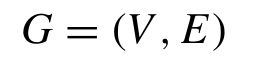 G = (V, E)